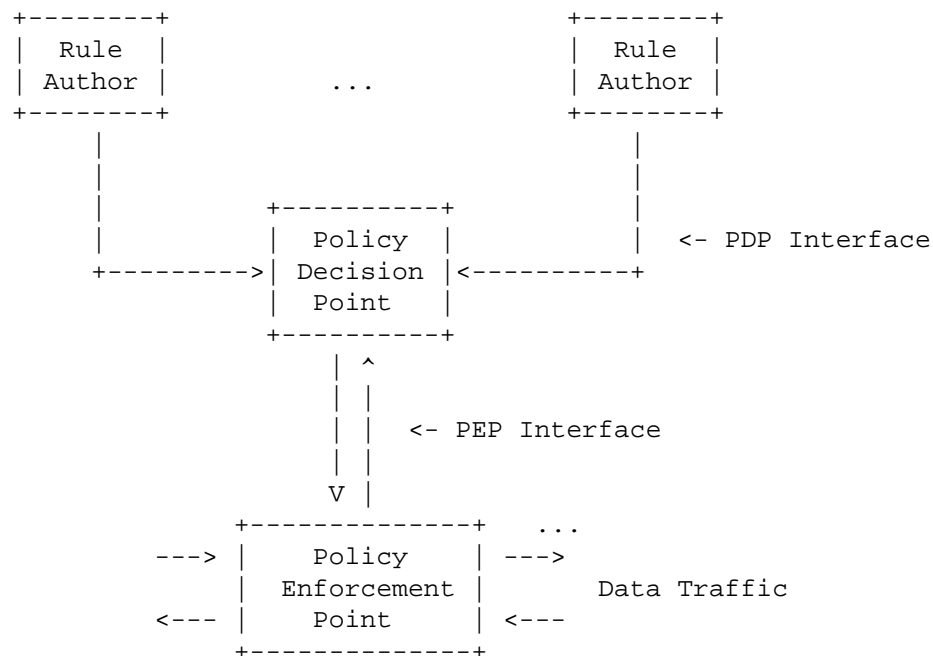 Rule Rule
Author ... Author
Policy <- PDP Interface
Decision
Point
<- PEP Interface
...
Policy
Enforcement Data Traffic
Point